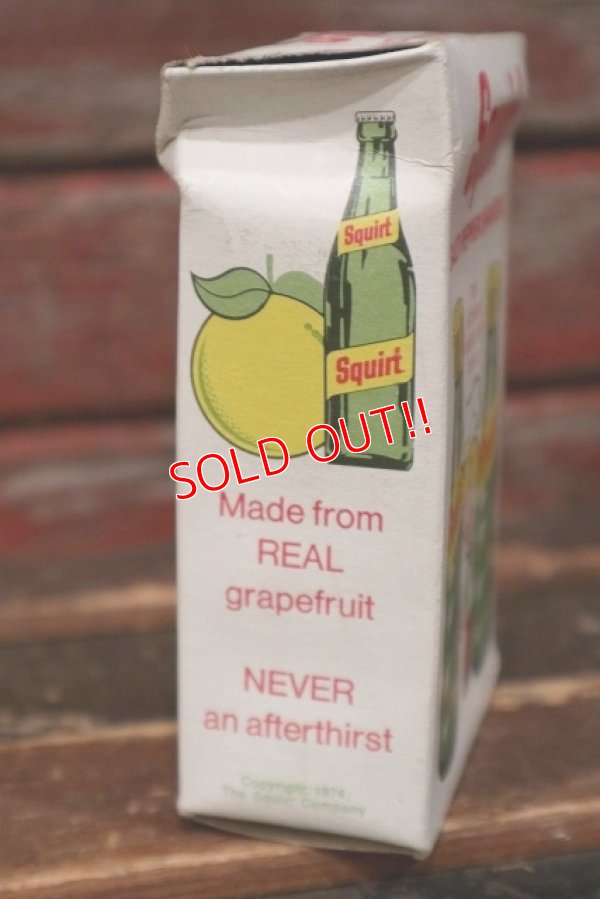 Squirt
Squirt
SOLD OUT!!
Made from
REAL
grapefruit
NEVER
an afterthirst
Copyright 1974
The Squirt Company